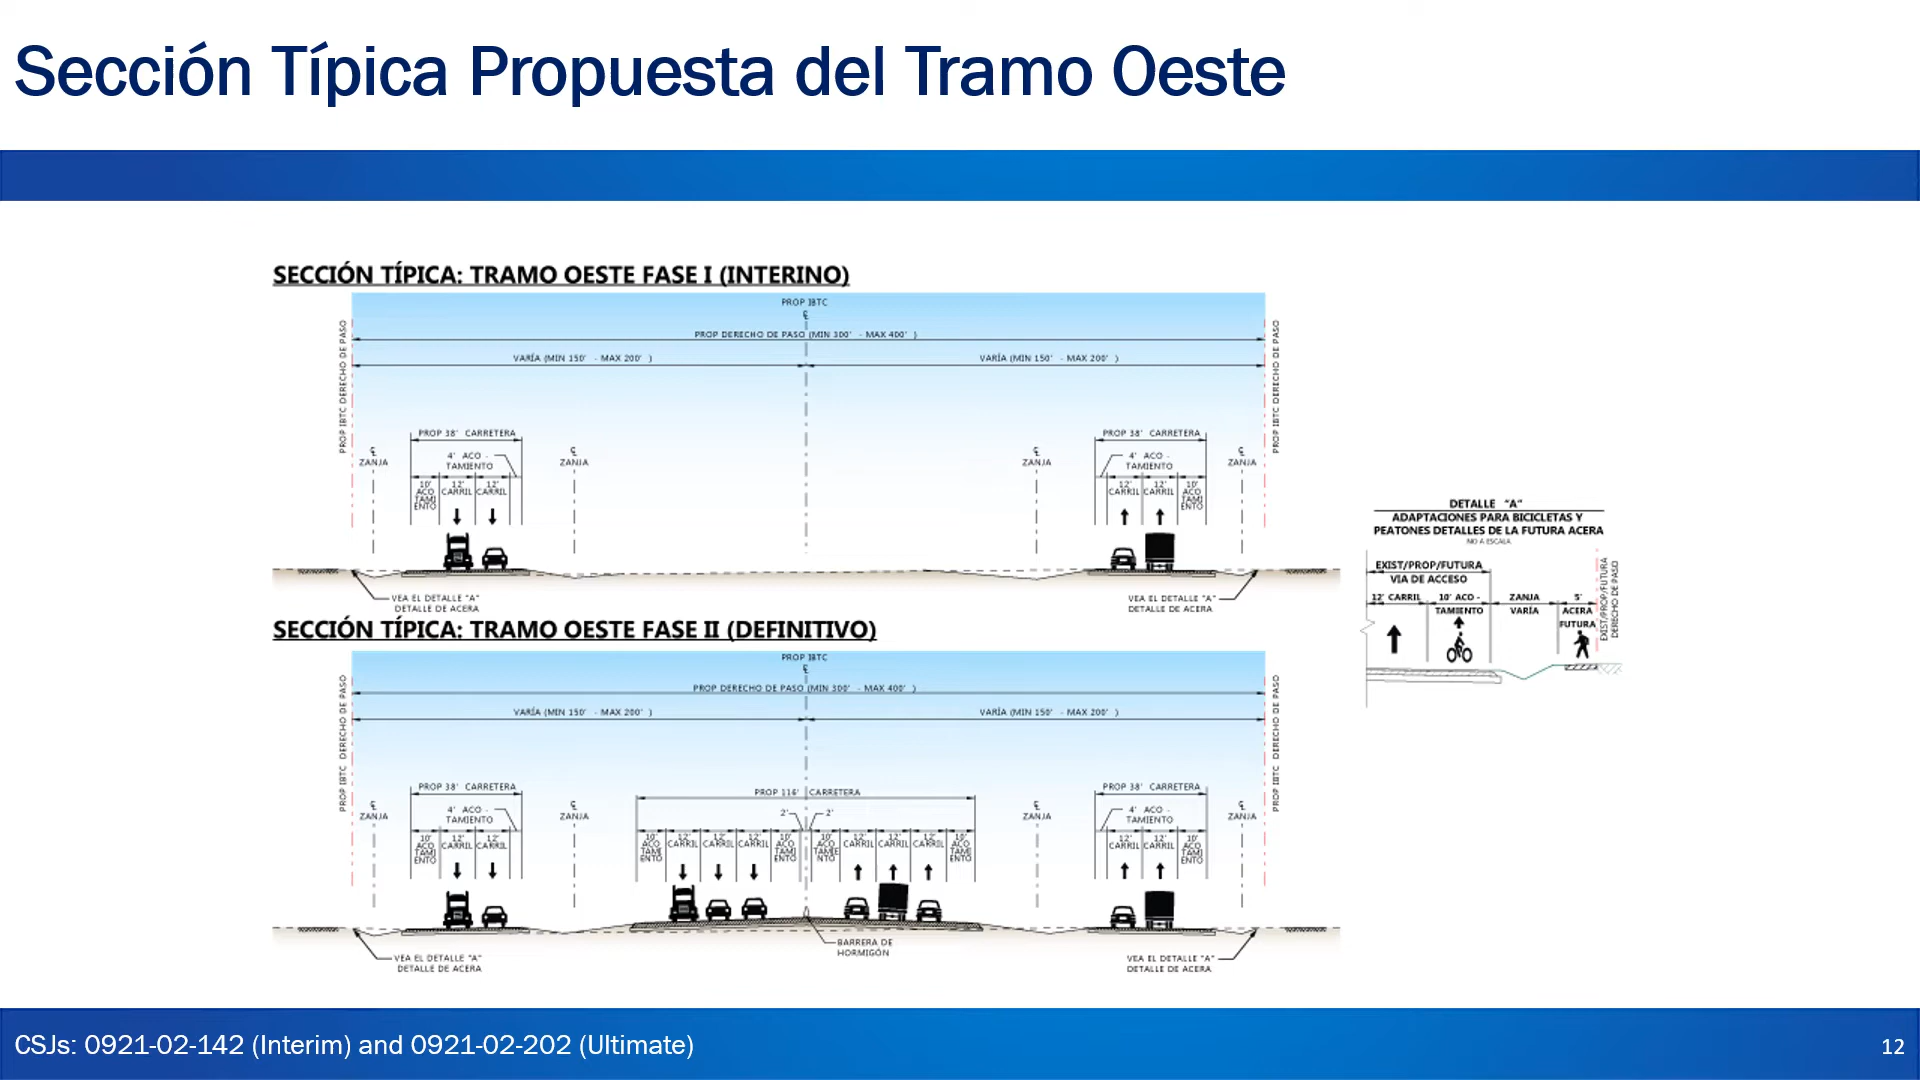 Sección Típica Propuesta del Tramo Oeste
SECCIÓN TÍPICA: TRAMO OESTE FASE I (INTERINO)
PROP IBTC
PROP DERECHO DE PASO (MIN 300' - MAX 400' )
VARÍA (MIN 150' - MAX 200' )
VARÍA (MIN 150' - MAX 200' )
PROP IBTC DERECHO DE PASO
PROP IBTC DERECHO DE PASO
PROP 38' CARRETERA
PROP 38' CARRETERA
ZANJA
4' ACO -
TAMIENTO
ZANJA
ZANJA
4' ACO -
TAMIENTO
ZANJA
10'
ACO
TAMI
ENTO
12'
CARRIL
12'
CARRIL
12'
CARRIL
12'
CARRIL
10'
ACO
TAMI
ENTO
VEA EL DETALLE "A"
DETALLE DE ACERA
VEA EL DETALLE "A"
DETALLE DE ACERA
SECCIÓN TÍPICA: TRAMO OESTE FASE II (DEFINITIVO)
PROP IBTC
PROP DERECHO DE PASO (MIN 300' - MAX 400' )
VARÍA (MIN 150' - MAX 200' )
VARÍA (MIN 150' - MAX 200' )
PROP IBTC DERECHO DE PASO
PROP IBTC DERECHO DE PASO
PROP 38' CARRETERA
PROP 116' CARRETERA
PROP 38' CARRETERA
ZANJA
4' ACO -
TAMIENTO
ZANJA
2'
2'
ZANJA
4' ACO -
TAMIENTO
ZANJA
10'
ACO
TAMI
ENTO
12'
CARRIL
12'
CARRIL
10'
ACO
TAMI
ENTO
12'
CARRIL
12'
CARRIL
12'
CARRIL
10'
ACO
TAMI
ENTO
10'
ACO
TAMIE
NTO
12'
CARRIL
12'
CARRIL
12'
CARRIL
10'
ACO
TAMI
ENTO
12'
CARRIL
12'
CARRIL
10'
ACO
TAMI
ENTO
BARRERA DE
HORMIGÓN
VEA EL DETALLE "A"
DETALLE DE ACERA
VEA EL DETALLE "A"
DETALLE DE ACERA
DETALLE "A"
ADAPTACIONES PARA BICICLETAS Y
PEATONES DETALLES DE LA FUTURA ACERA
NO A ESCALA
EXIST/PROP/FUTURA
VIA DE ACCESO
12' CARRIL
10' ACO -
TAMIENTO
ZANJA
VARÍA
5'
ACERA
FUTURA
EXIST/PROP/FUTURA
DERECHO DE PASO
CSJs: 0921-02-142 (Interim) and 0921-02-202 (Ultimate)
12